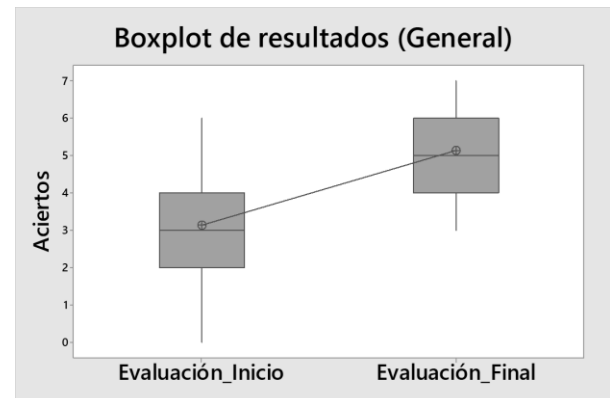 Boxplot de resultados (General)
Aciertos
7
6
5
4
3
2
1
0
Evaluación_Inicio
Evaluación_Final